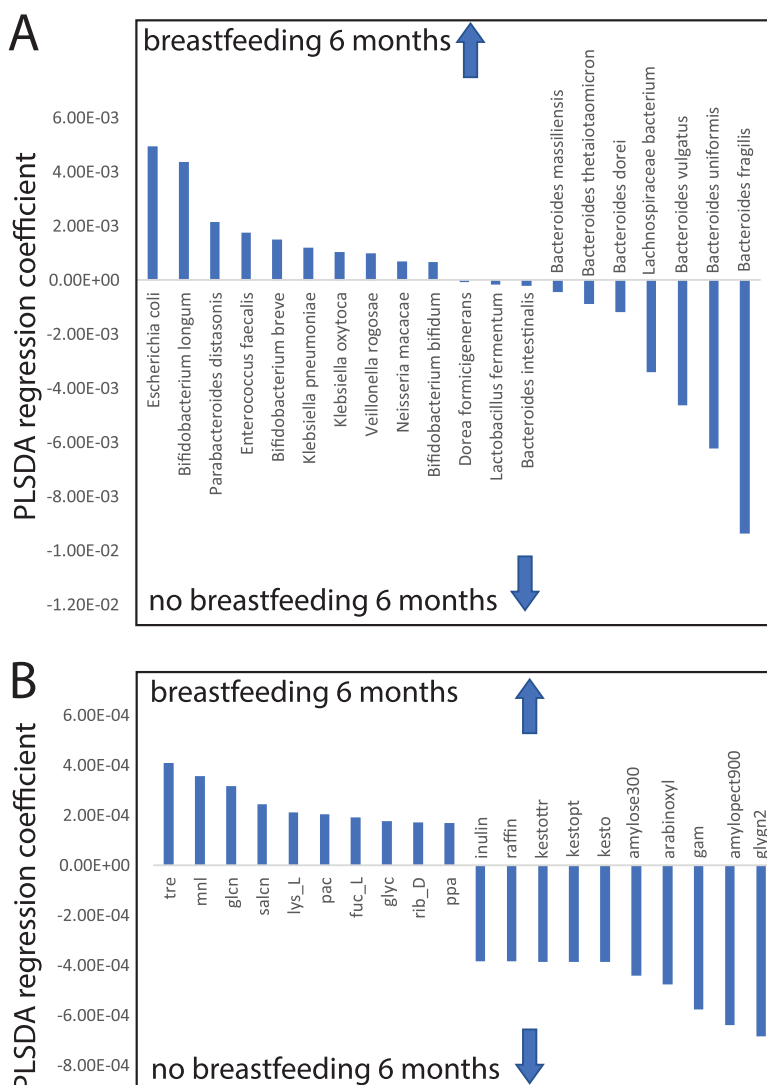 A
breastfeeding 6 months
PLSDA regression coefficient
6.00E-03
4.00E-03
2.00E-03
0.00E+00
-2.00E-03
-4.00E-03
-6.00E-03
-8.00E-03
-1.00E-02
-1.20E-02
Escherichia coli
Bifidobacterium longum
Parabacteroides distasonis
Enterococcus faecalis
Bifidobacterium breve
Klebsiella pneumoniae
Klebsiella oxytoca
Veillonella rogosae
Neisseria macacae
Bifidobacterium bifidum
Dorea formicigenerans
Lactobacillus fermentum
Bacteroides intestinalis
Bacteroides massiliensis
Bacteroides thetaiotaomicron
Bacteroides dorei
Lachnospiraceae bacterium
Bacteroides vulgatus
Bacteroides uniformis
Bacteroides fragilis
no breastfeeding 6 months
B
breastfeeding 6 months
PLSDA regression coefficient
6.00E-04
4.00E-04
2.00E-04
0.00E+00
-2.00E-04
-4.00E-04
-6.00E-04
-8.00E-04
tre
mnl
glcn
salcn
lys_L
pac
fuc_L
glyc
rib_D
ppa
inulin
raffin
kestottr
kestopt
kesto
amylose300
arabinoxyl
gam
amylopect900
glygn2
no breastfeeding 6 months